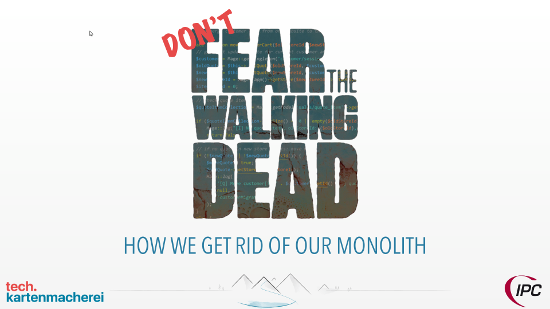 DON'T
FEAR THE
WALKING
DEAD
HOW WE GET RID OF OUR MONOLITH
tech.
kartenmacherei
IPC